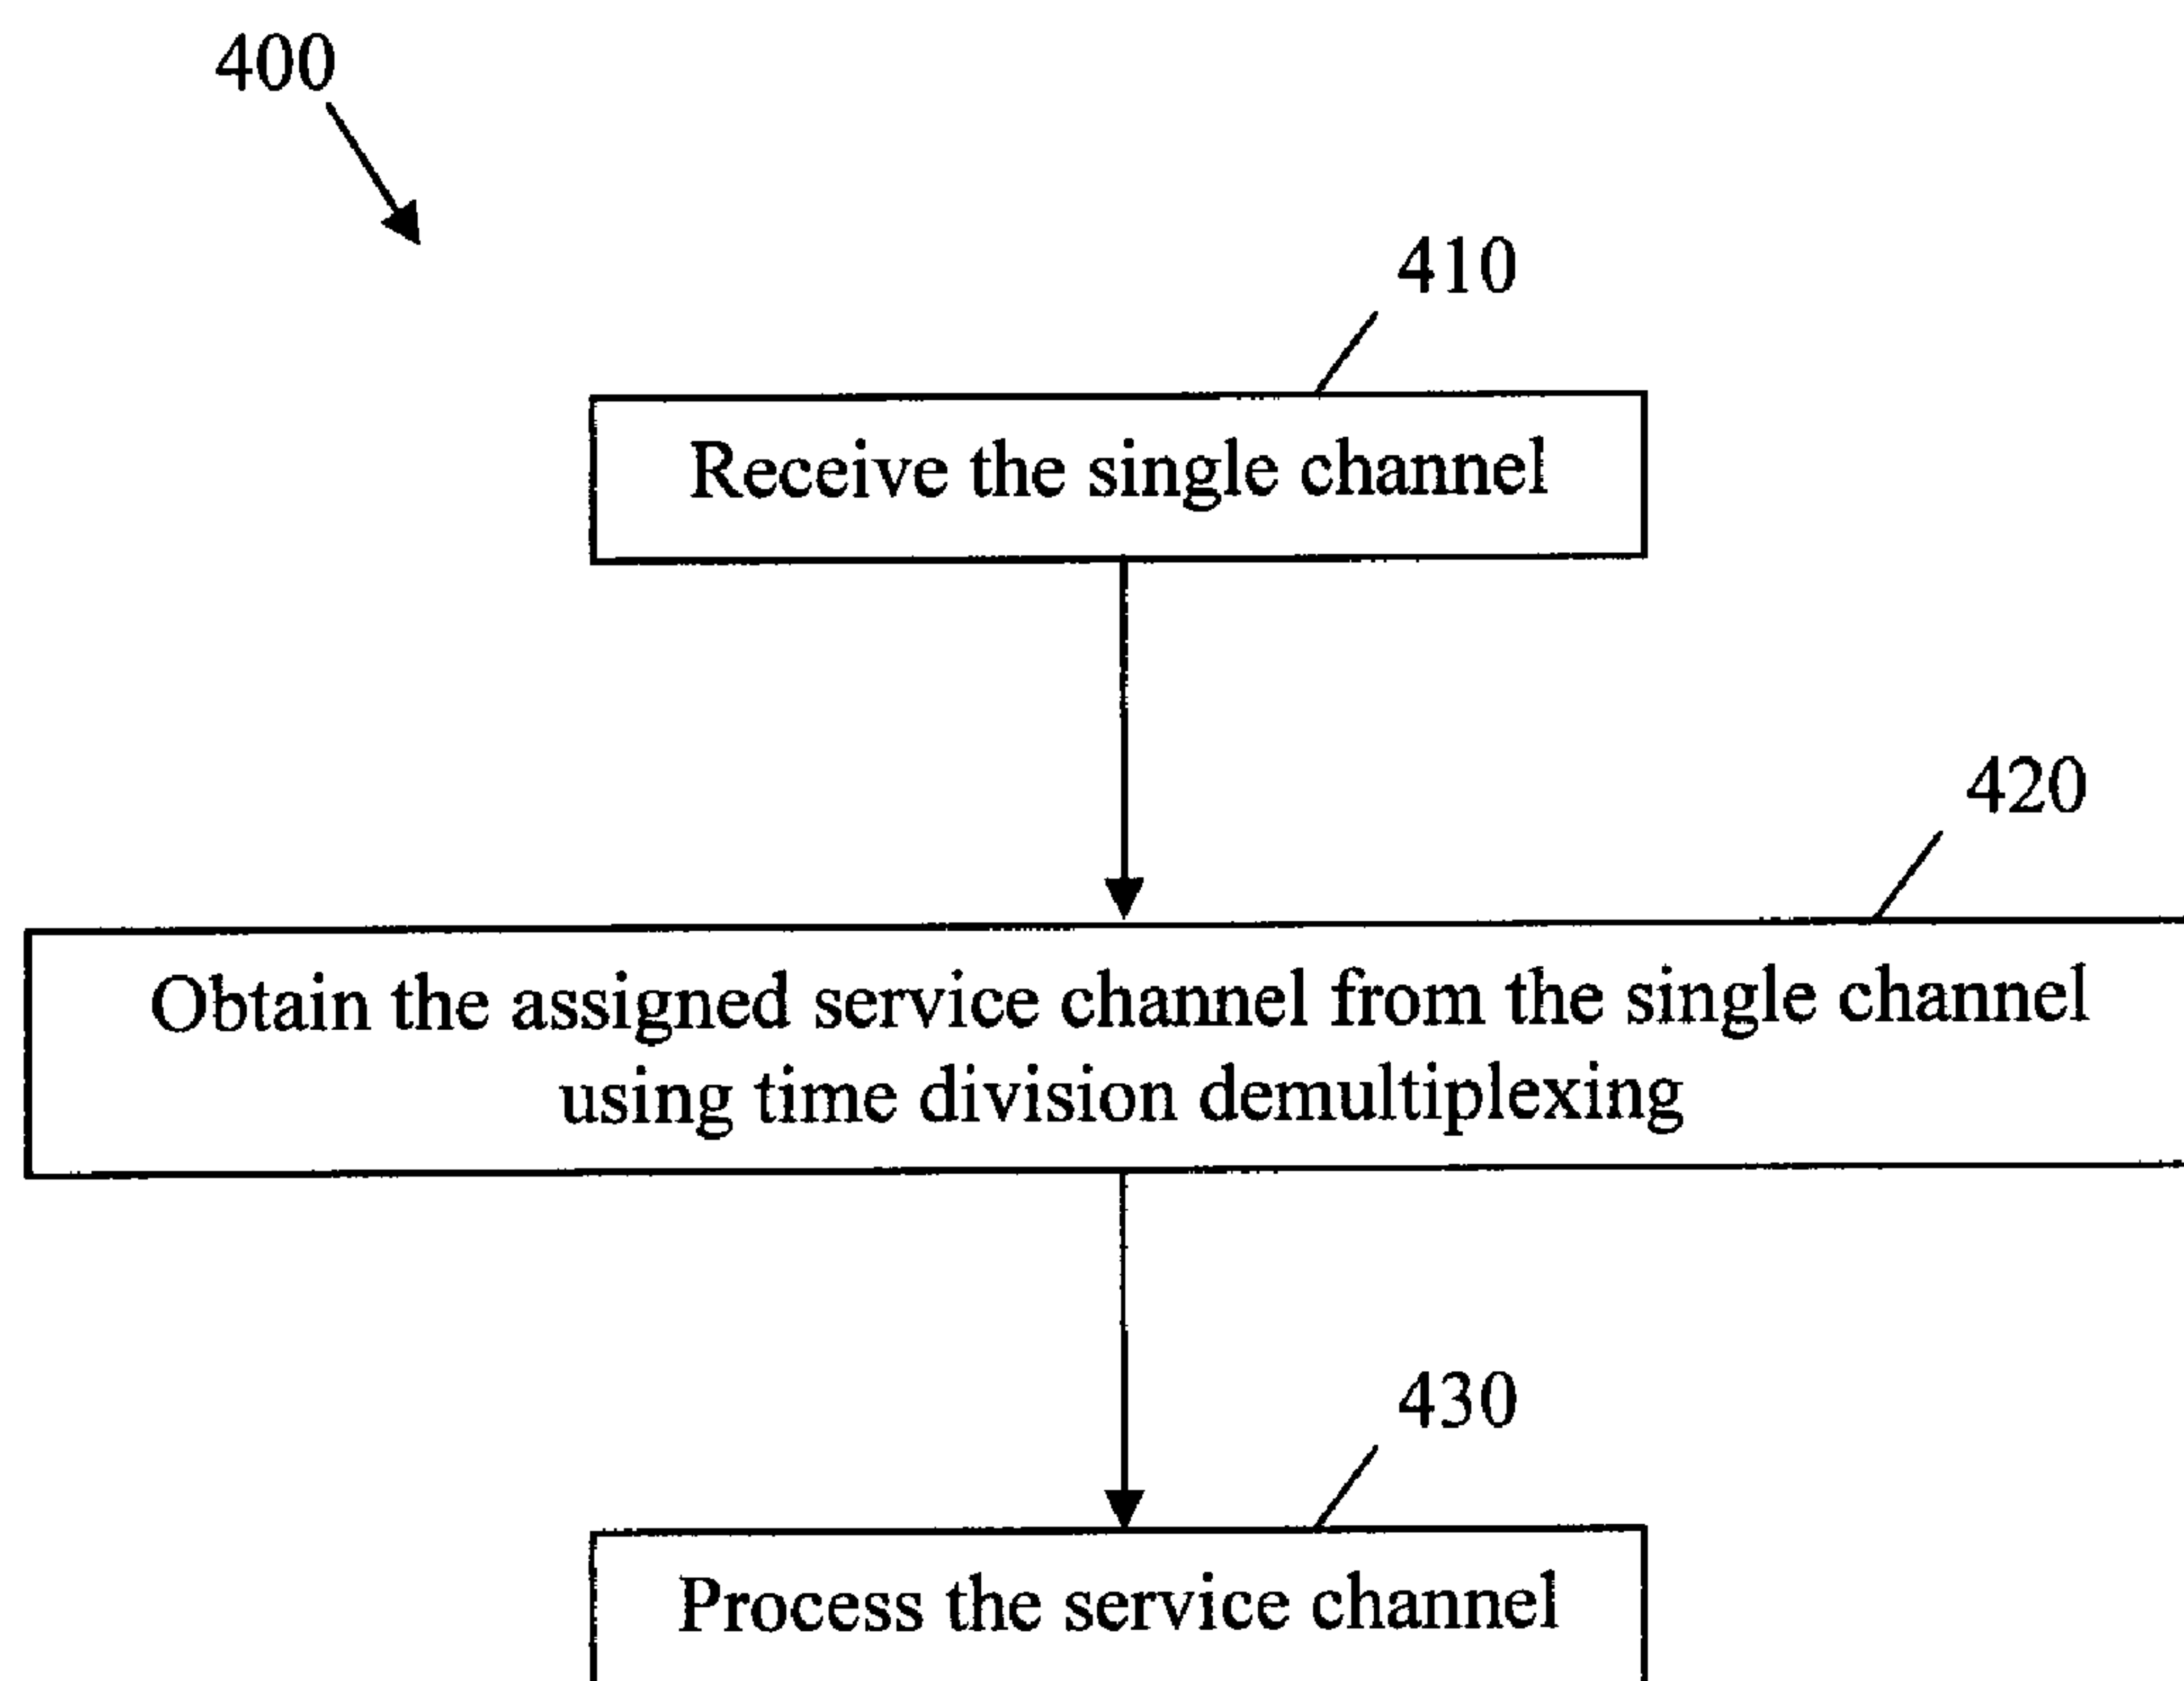 400
410
Receive the single channel
420
Obtain the assigned service channel from the single channel
using time division demultiplexing
430
Process the service channel